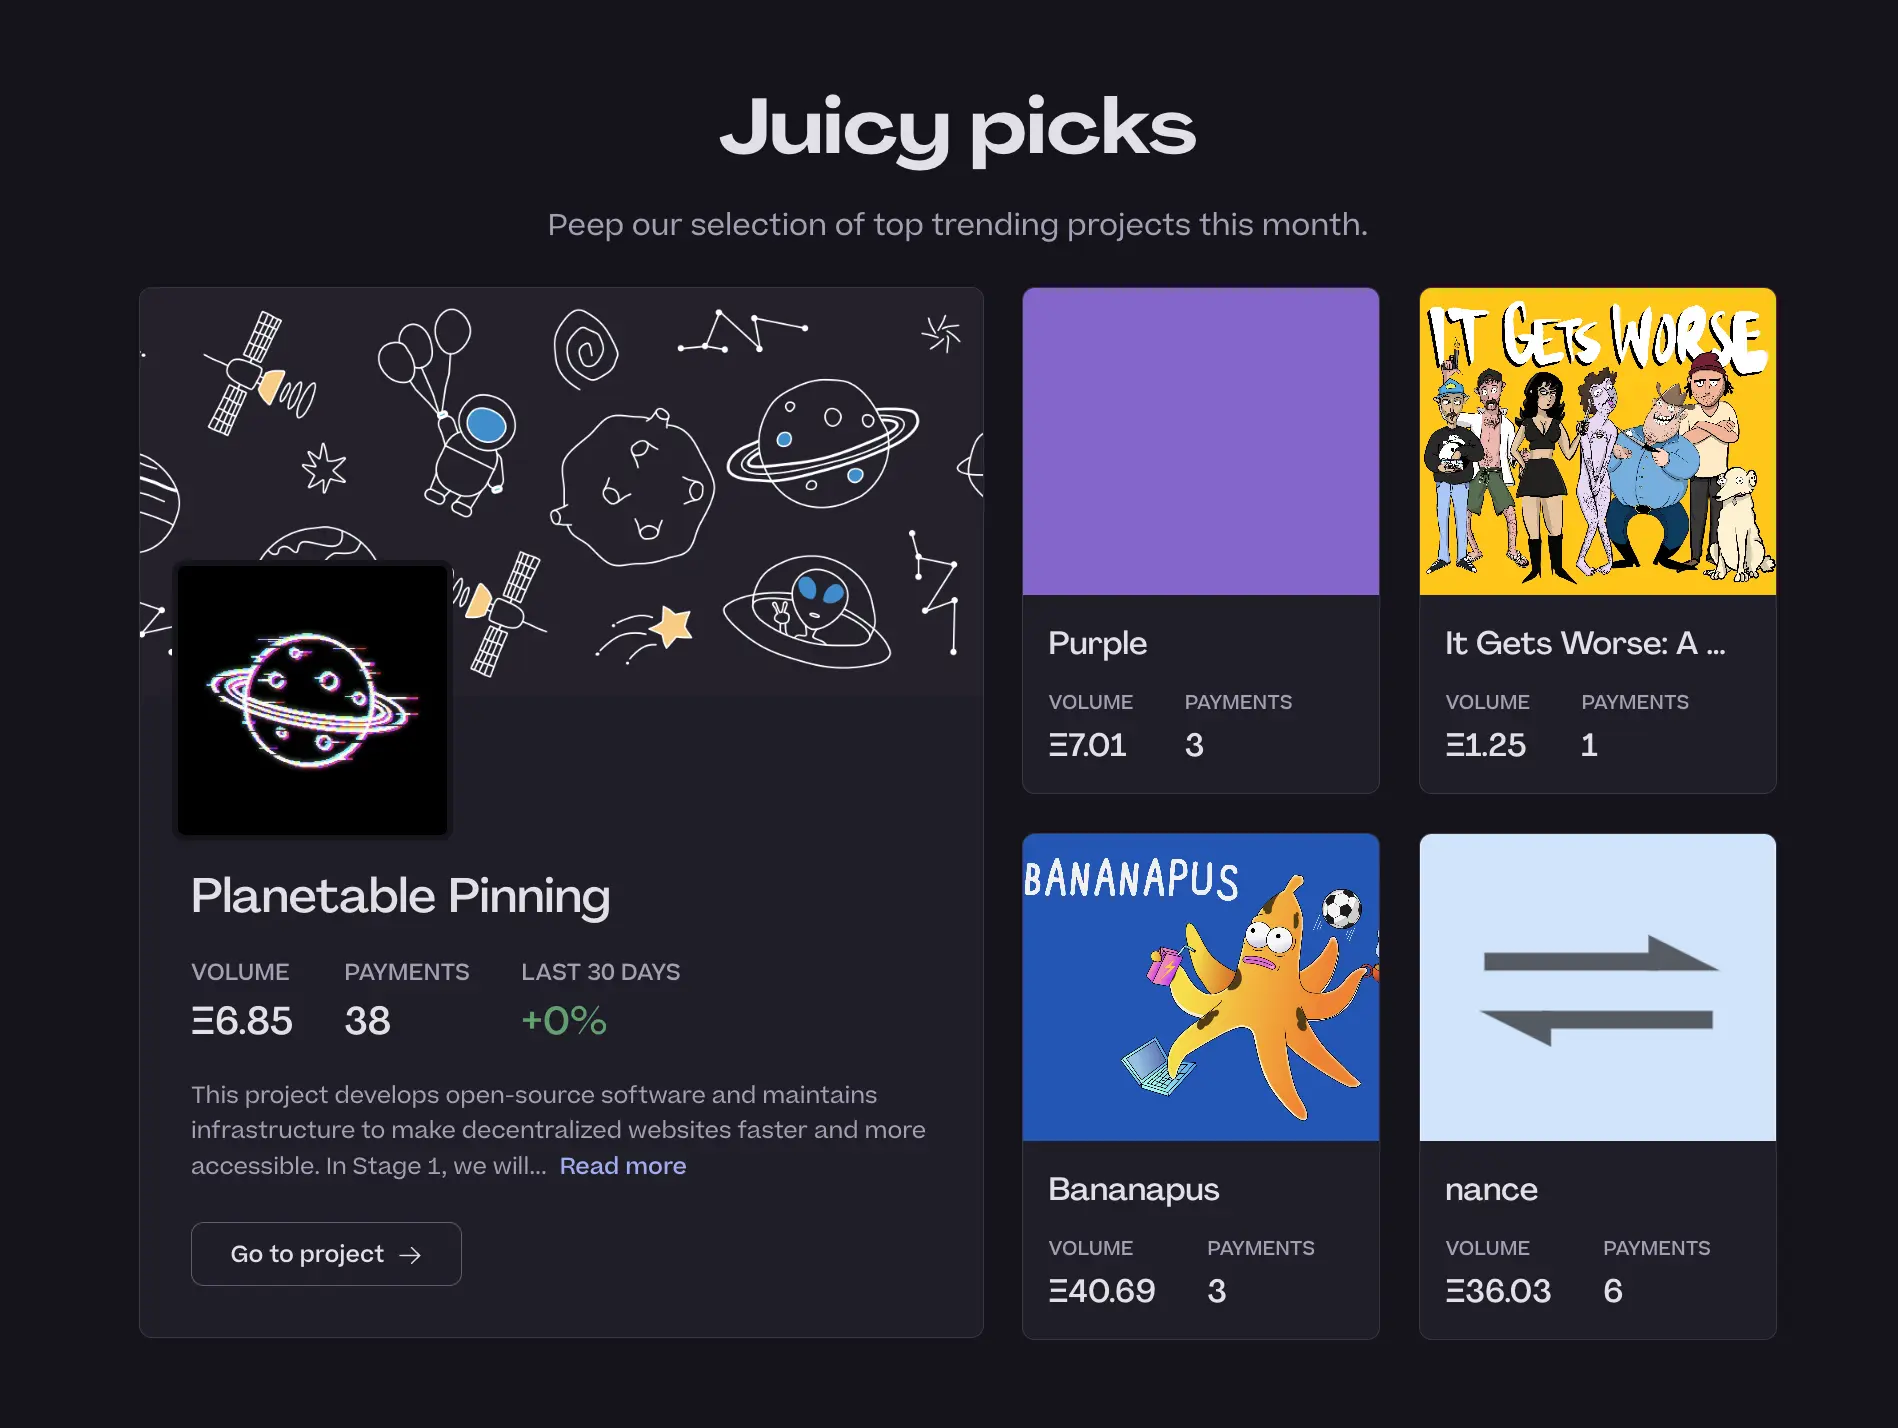 Juicy picks
Peep our selection of top trending projects this month.
Planetable Pinning
VOLUME PAYMENTS LAST 30 DAYS
Ξ6.85 38 +0%
This project develops open-source software and maintains
infrastructure to make decentralized websites faster and more
accessible. In Stage 1, we will... Read more
Go to project →
Purple
VOLUME PAYMENTS
Ξ7.01 3
IT GETS WORSE
It Gets Worse: A ...
VOLUME PAYMENTS
Ξ1.25 1
BANANAPUS
Bananapus
VOLUME PAYMENTS
Ξ40.69 3
nance
VOLUME PAYMENTS
Ξ36.03 6